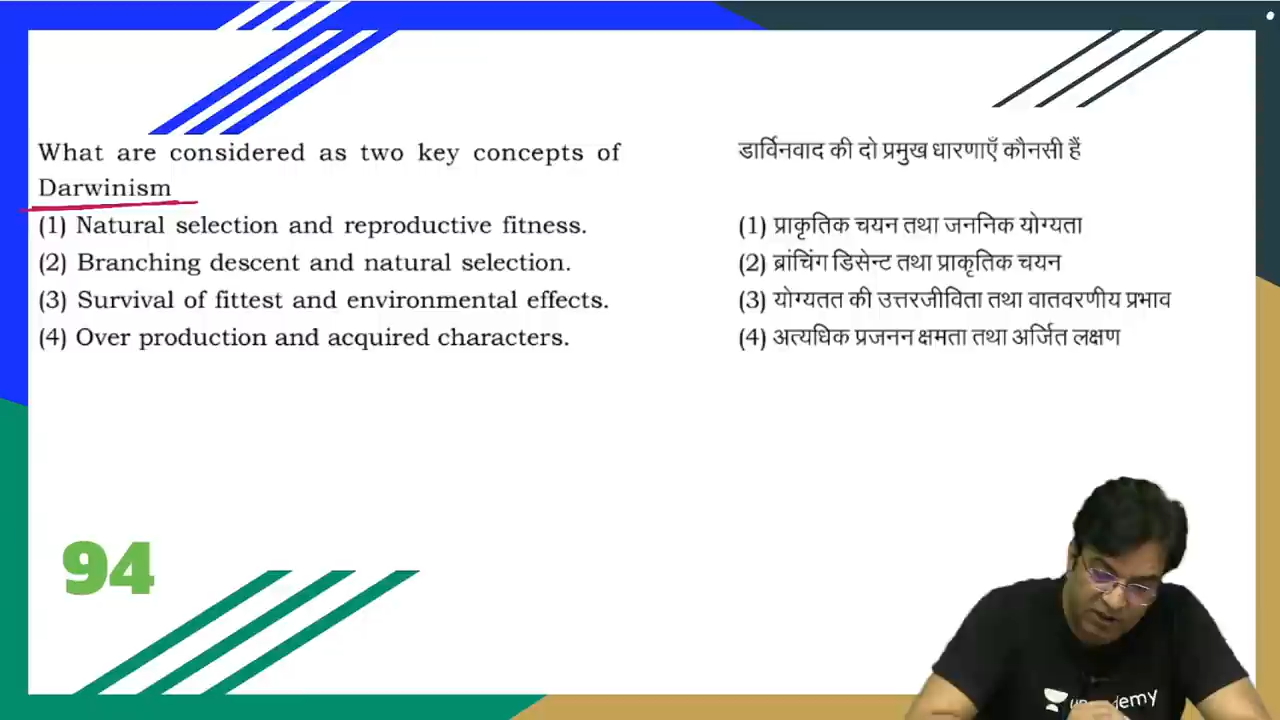 What are considered as two key concepts of
Darwinism
(1) Natural selection and reproductive fitness.
(2) Branching descent and natural selection.
(3) Survival of fittest and environmental effects.
(4) Over production and acquired characters.
डार्विनवाद की दो प्रमुख धारणाएँ कौनसी हैं
(1) प्राकृतिक चयन तथा जननिक योग्यता
(2) ब्रांचिंग डिसेन्ट तथा प्राकृतिक चयन
(3) योग्यतत की उत्तरजीविता तथा वातवरणीय प्रभाव
(4) अत्यधिक प्रजनन क्षमता तथा अर्जित लक्षण
94